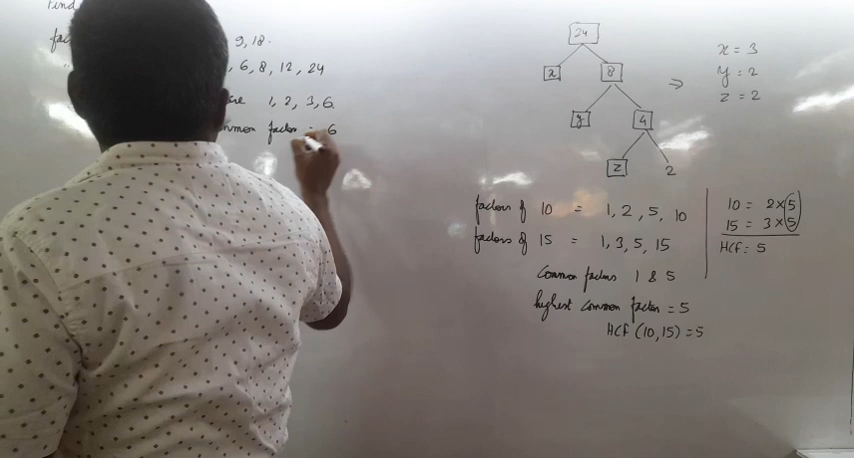 Find
9, 18.
6, 8, 12, 24
1, 2, 3, 6
factor = 6
24
x
8
y
4
z
2
⇒
x = 3
y = 2
z = 2
factors of 10 = 1, 2, 5, 10
factors of 15 = 1, 3, 5, 15
Common factors 1 & 5
highest common factor = 5
HCF (10, 15) = 5
10 = 2 × 5
15 = 3 × 5
HCF = 5